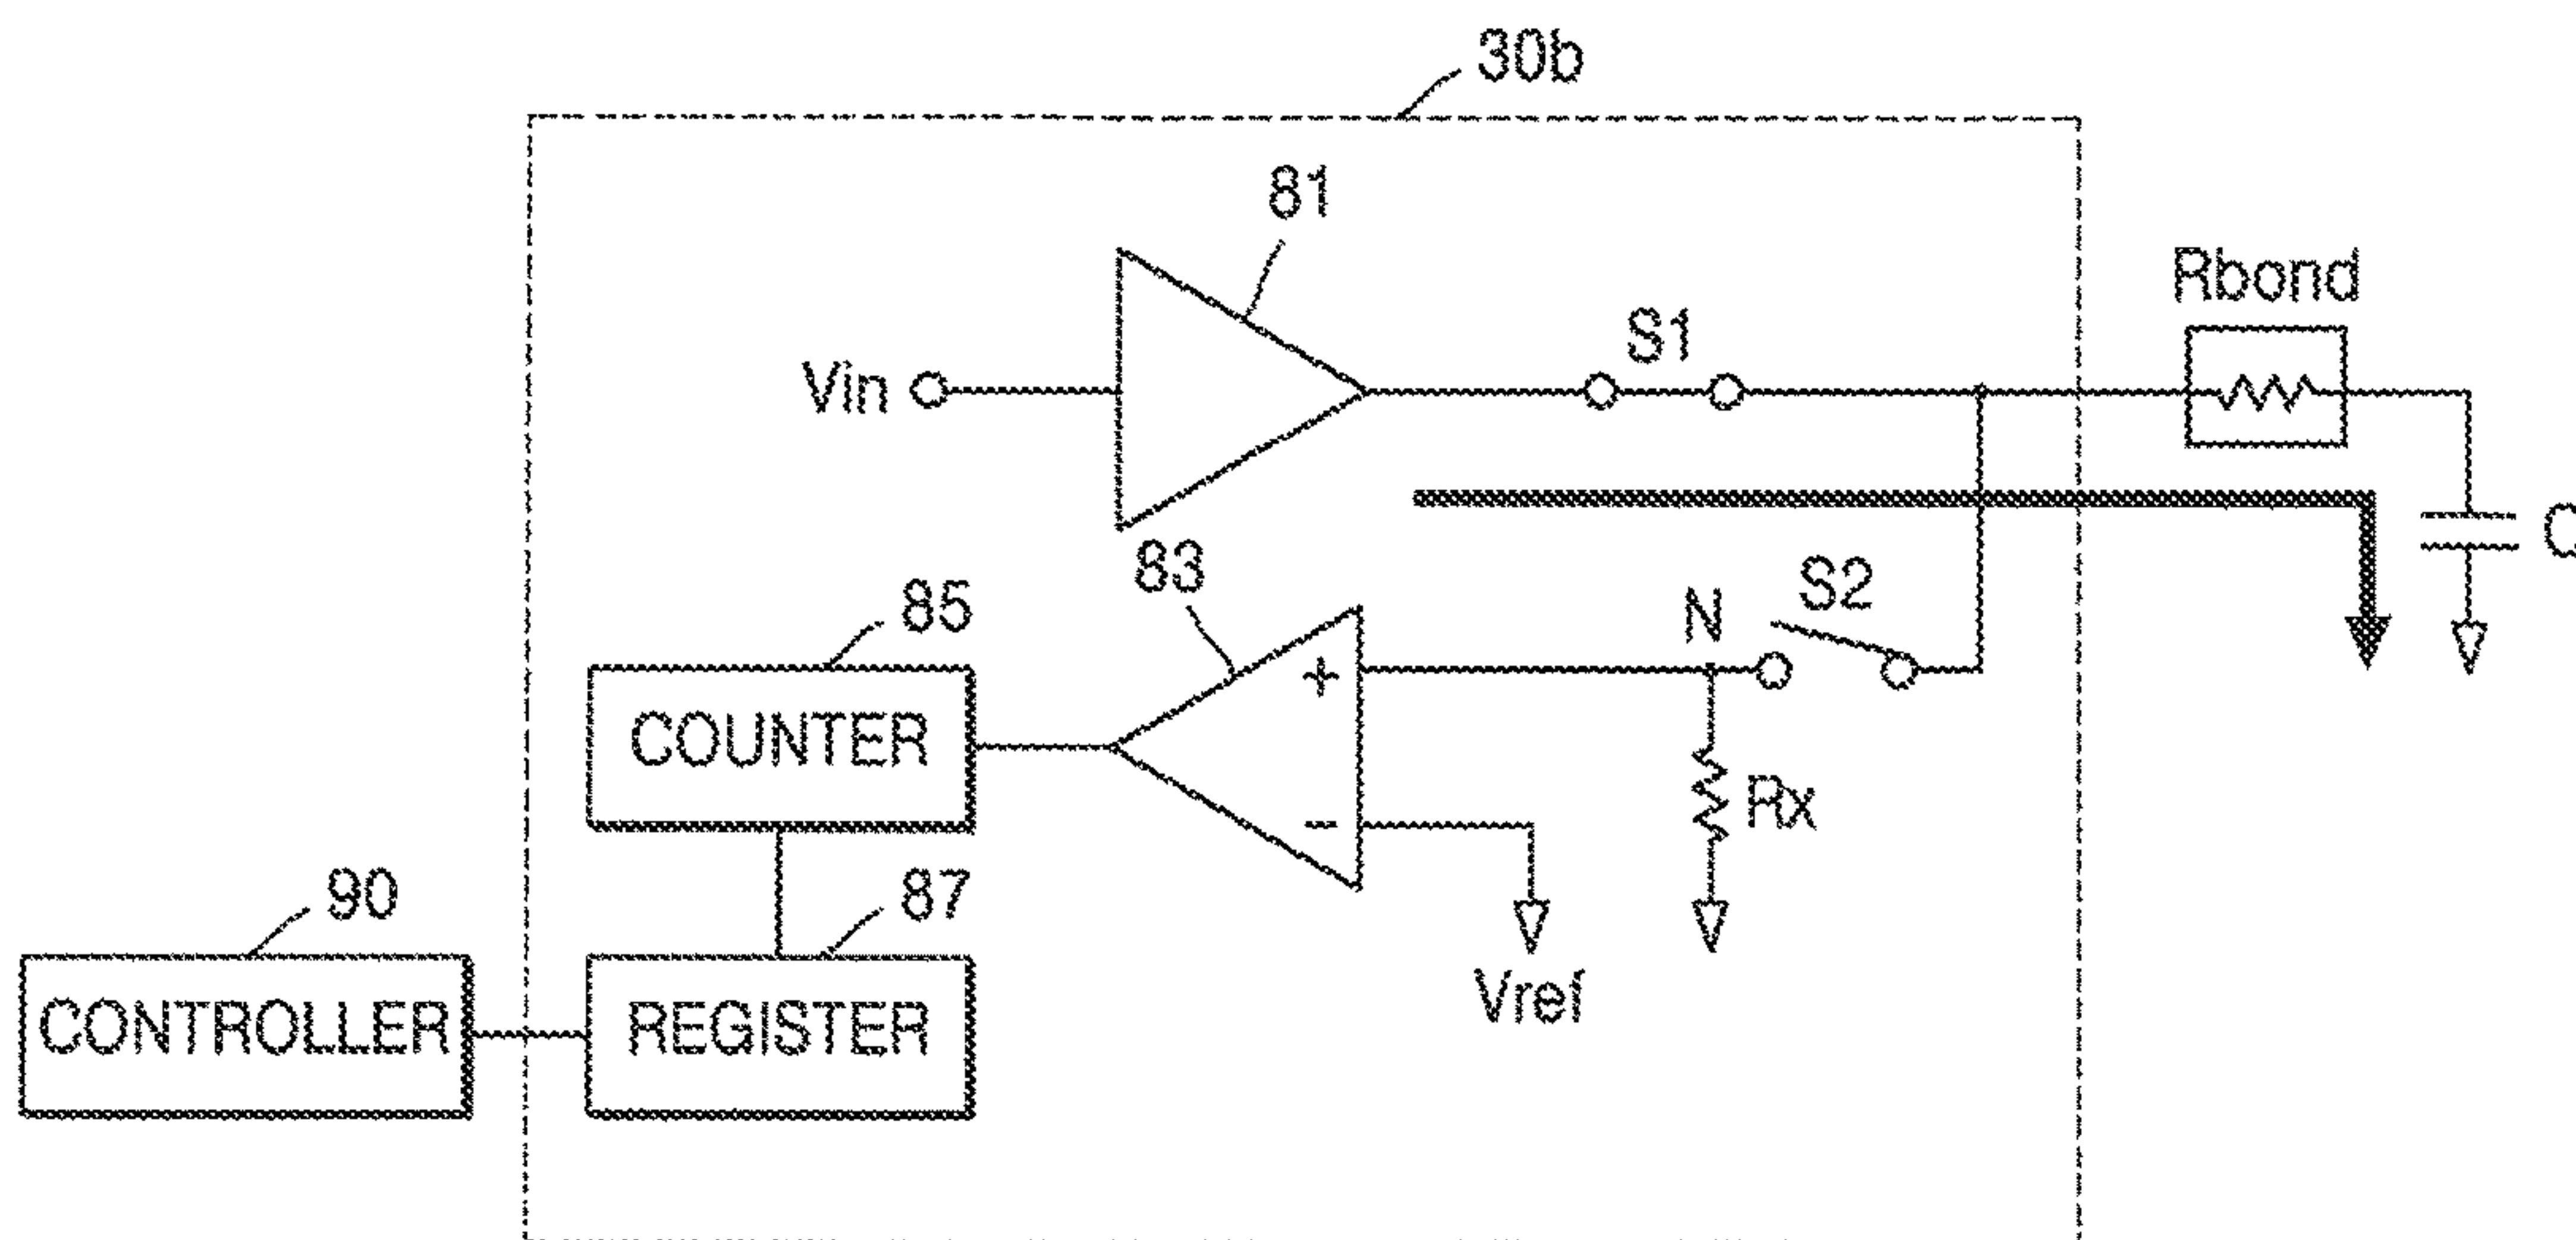 30b
81
Rbond
S1
Vin
83
S2
N
85
+
COUNTER
Rx
-
90
87
Vref
CONTROLLER
REGISTER